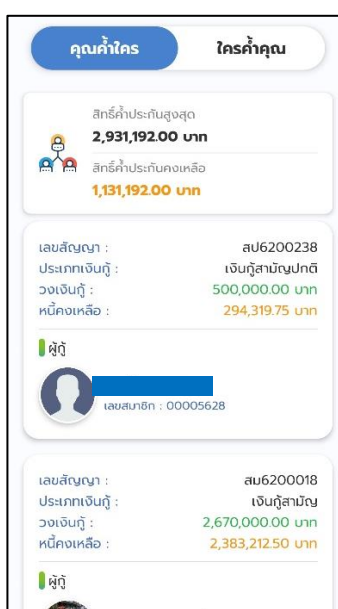 คุณค้ำใคร ใครค้ำคุณ
สิทธิ์ค้ำประกันสูงสุด
2,931,192.00 บาท
สิทธิ์ค้ำประกันคงเหลือ
1,131,192.00 บาท
เลขสัญญา : สป6200238
ประเภทเงินกู้ : เงินกู้สามัญปกติ
วงเงินกู้ : 500,000.00 บาท
หนี้คงเหลือ : 294,319.75 บาท
ผู้กู้
เลขสมาชิก : 00005628
เลขสัญญา : สม6200018
ประเภทเงินกู้ : เงินกู้สามัญ
วงเงินกู้ : 2,670,000.00 บาท
หนี้คงเหลือ : 2,383,212.50 บาท
ผู้กู้